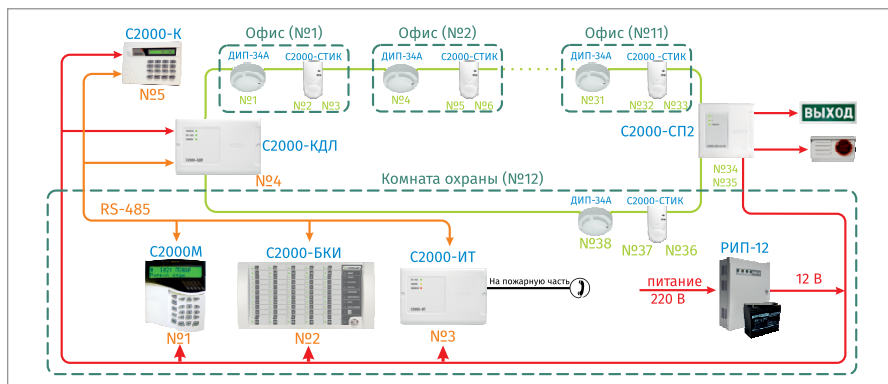 С2000-К
№5
Офис (№1)
ДИП-34А
С2000-СТИК
№1
№2
№3
Офис (№2)
ДИП-34А
С2000-СТИК
№4
№5
№6
Офис (№11)
ДИП-34А
С2000-СТИК
№31
№32
№33
С2000-КДЛ
№4
С2000-СП2
№34
№35
ВЫХОД
Комната охраны (№12)
ДИП-34А
С2000-СТИК
№38
№37
№36
RS-485
С2000М
№1
С2000-БКИ
№2
С2000-ИТ
№3
На пожарную часть
питание
220 В
РИП-12
12 В